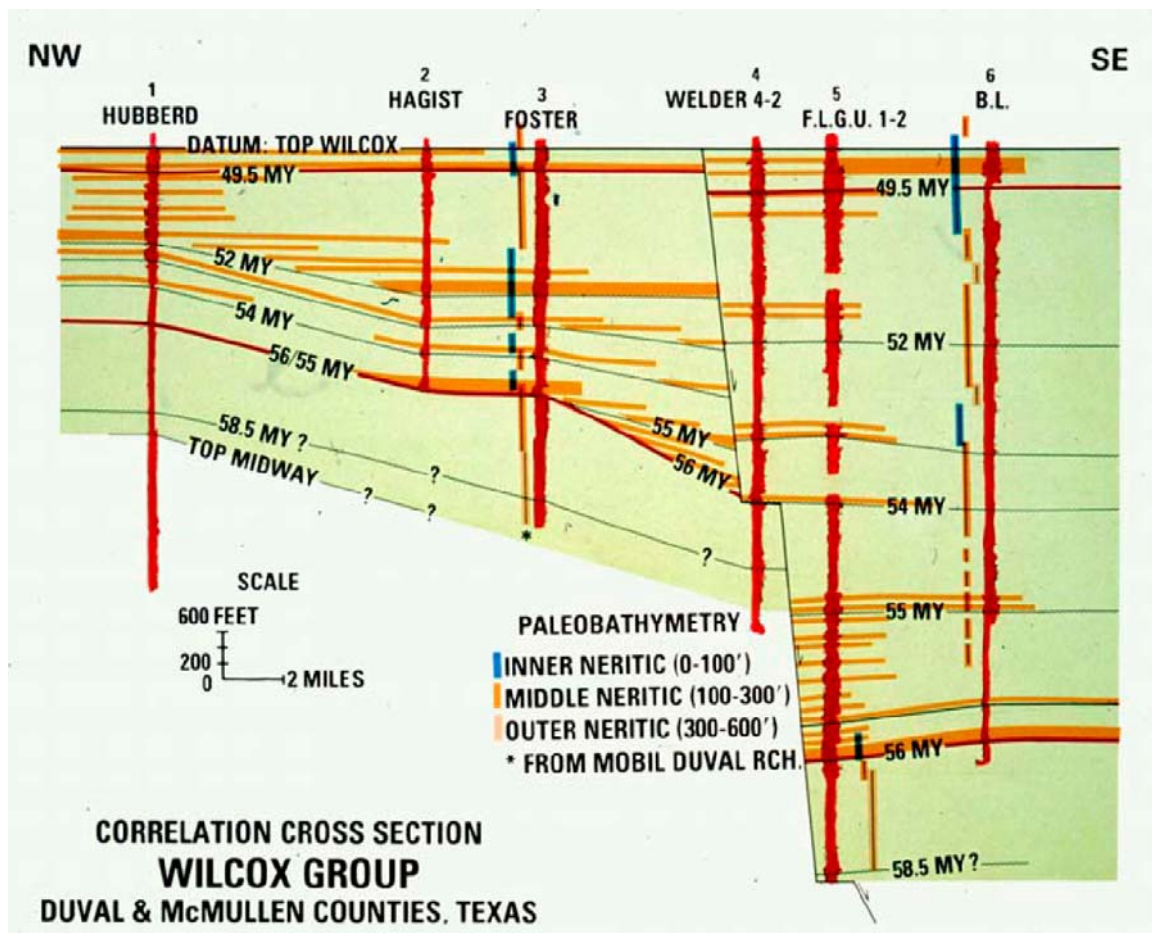 NW
SE
1
HUBBERD
2
HAGIST
3
FOSTER
4
WELDER 4-2
5
F.L.G.U. 1-2
6
B.L.
DATUM: TOP WILCOX
49.5 MY
49.5 MY
52 MY
52 MY
54 MY
56/55 MY
55 MY
56 MY
54 MY
58.5 MY ?
?
?
TOP MIDWAY
?
?
*
55 MY
56 MY
58.5 MY ?
SCALE
600 FEET
200
0
2 MILES
PALEOBATHYMETRY
INNER NERITIC (0-100')
MIDDLE NERITIC (100-300')
OUTER NERITIC (300-600')
* FROM MOBIL DUVAL RCH.
CORRELATION CROSS SECTION
WILCOX GROUP
DUVAL & McMULLEN COUNTIES, TEXAS